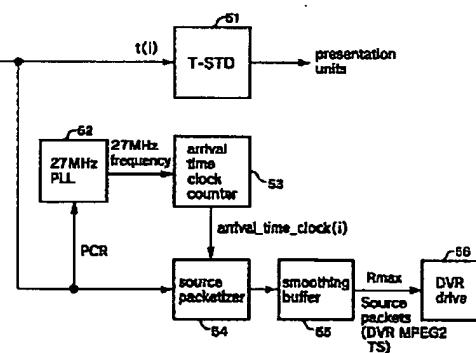 51
t(i)
T-STD
presentation
units
52
27MHz
PLL
27MHz
frequency
arrival
time
clock
counter
53
arrival_time_clock(i)
PCR
source
packetizer
54
smoothing
buffer
55
Rmax
Source
packets
(DVR MPEG2
TS)
56
DVR
drive